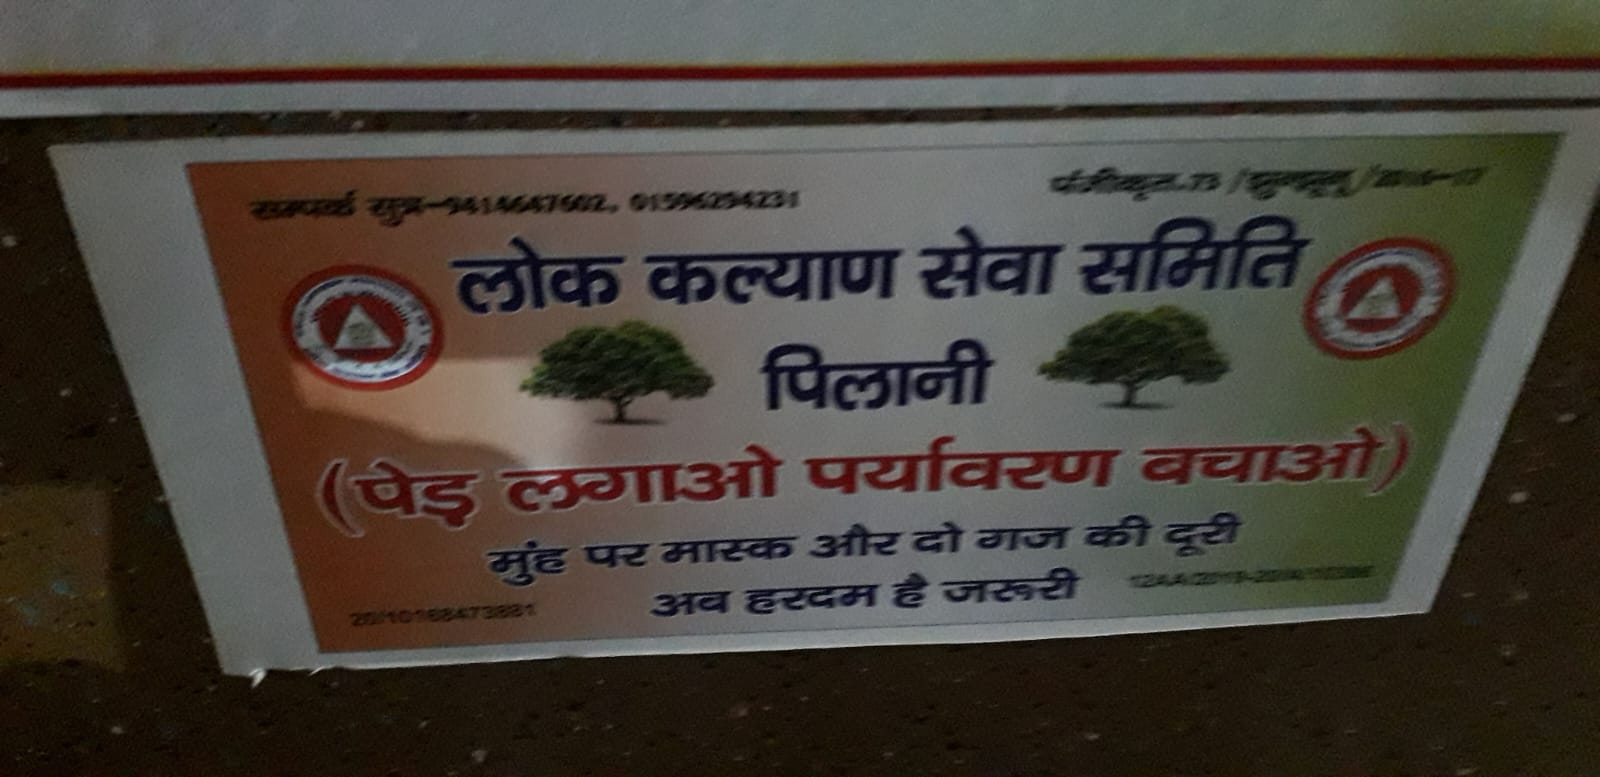 सम्पर्क सुत्र-9414647602, 01596294231
लोक कल्याण सेवा समिति
पिलानी
(पेड़ लगाओ पर्यावरण बचाओ)
मुंह पर मास्क और दो गज की दूरी
अब हरदम है जरूरी